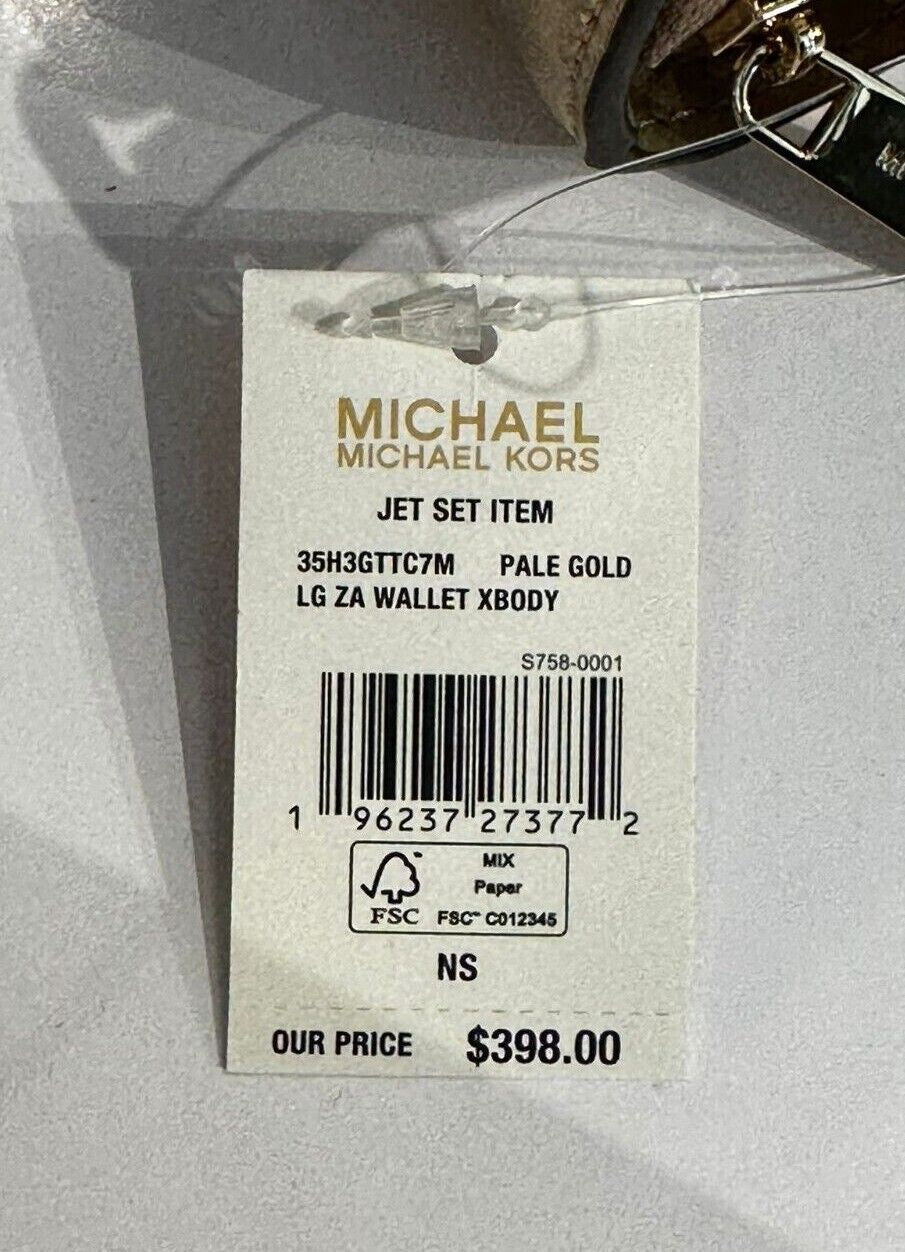 MICHAEL
MICHAEL KORS
JET SET ITEM
35H3GTTC7M PALE GOLD
LG ZA WALLET XBODY
S758-0001
1 96237 27377 2
MIX
Paper
FSC FSC™ C012345
NS
OUR PRICE $398.00